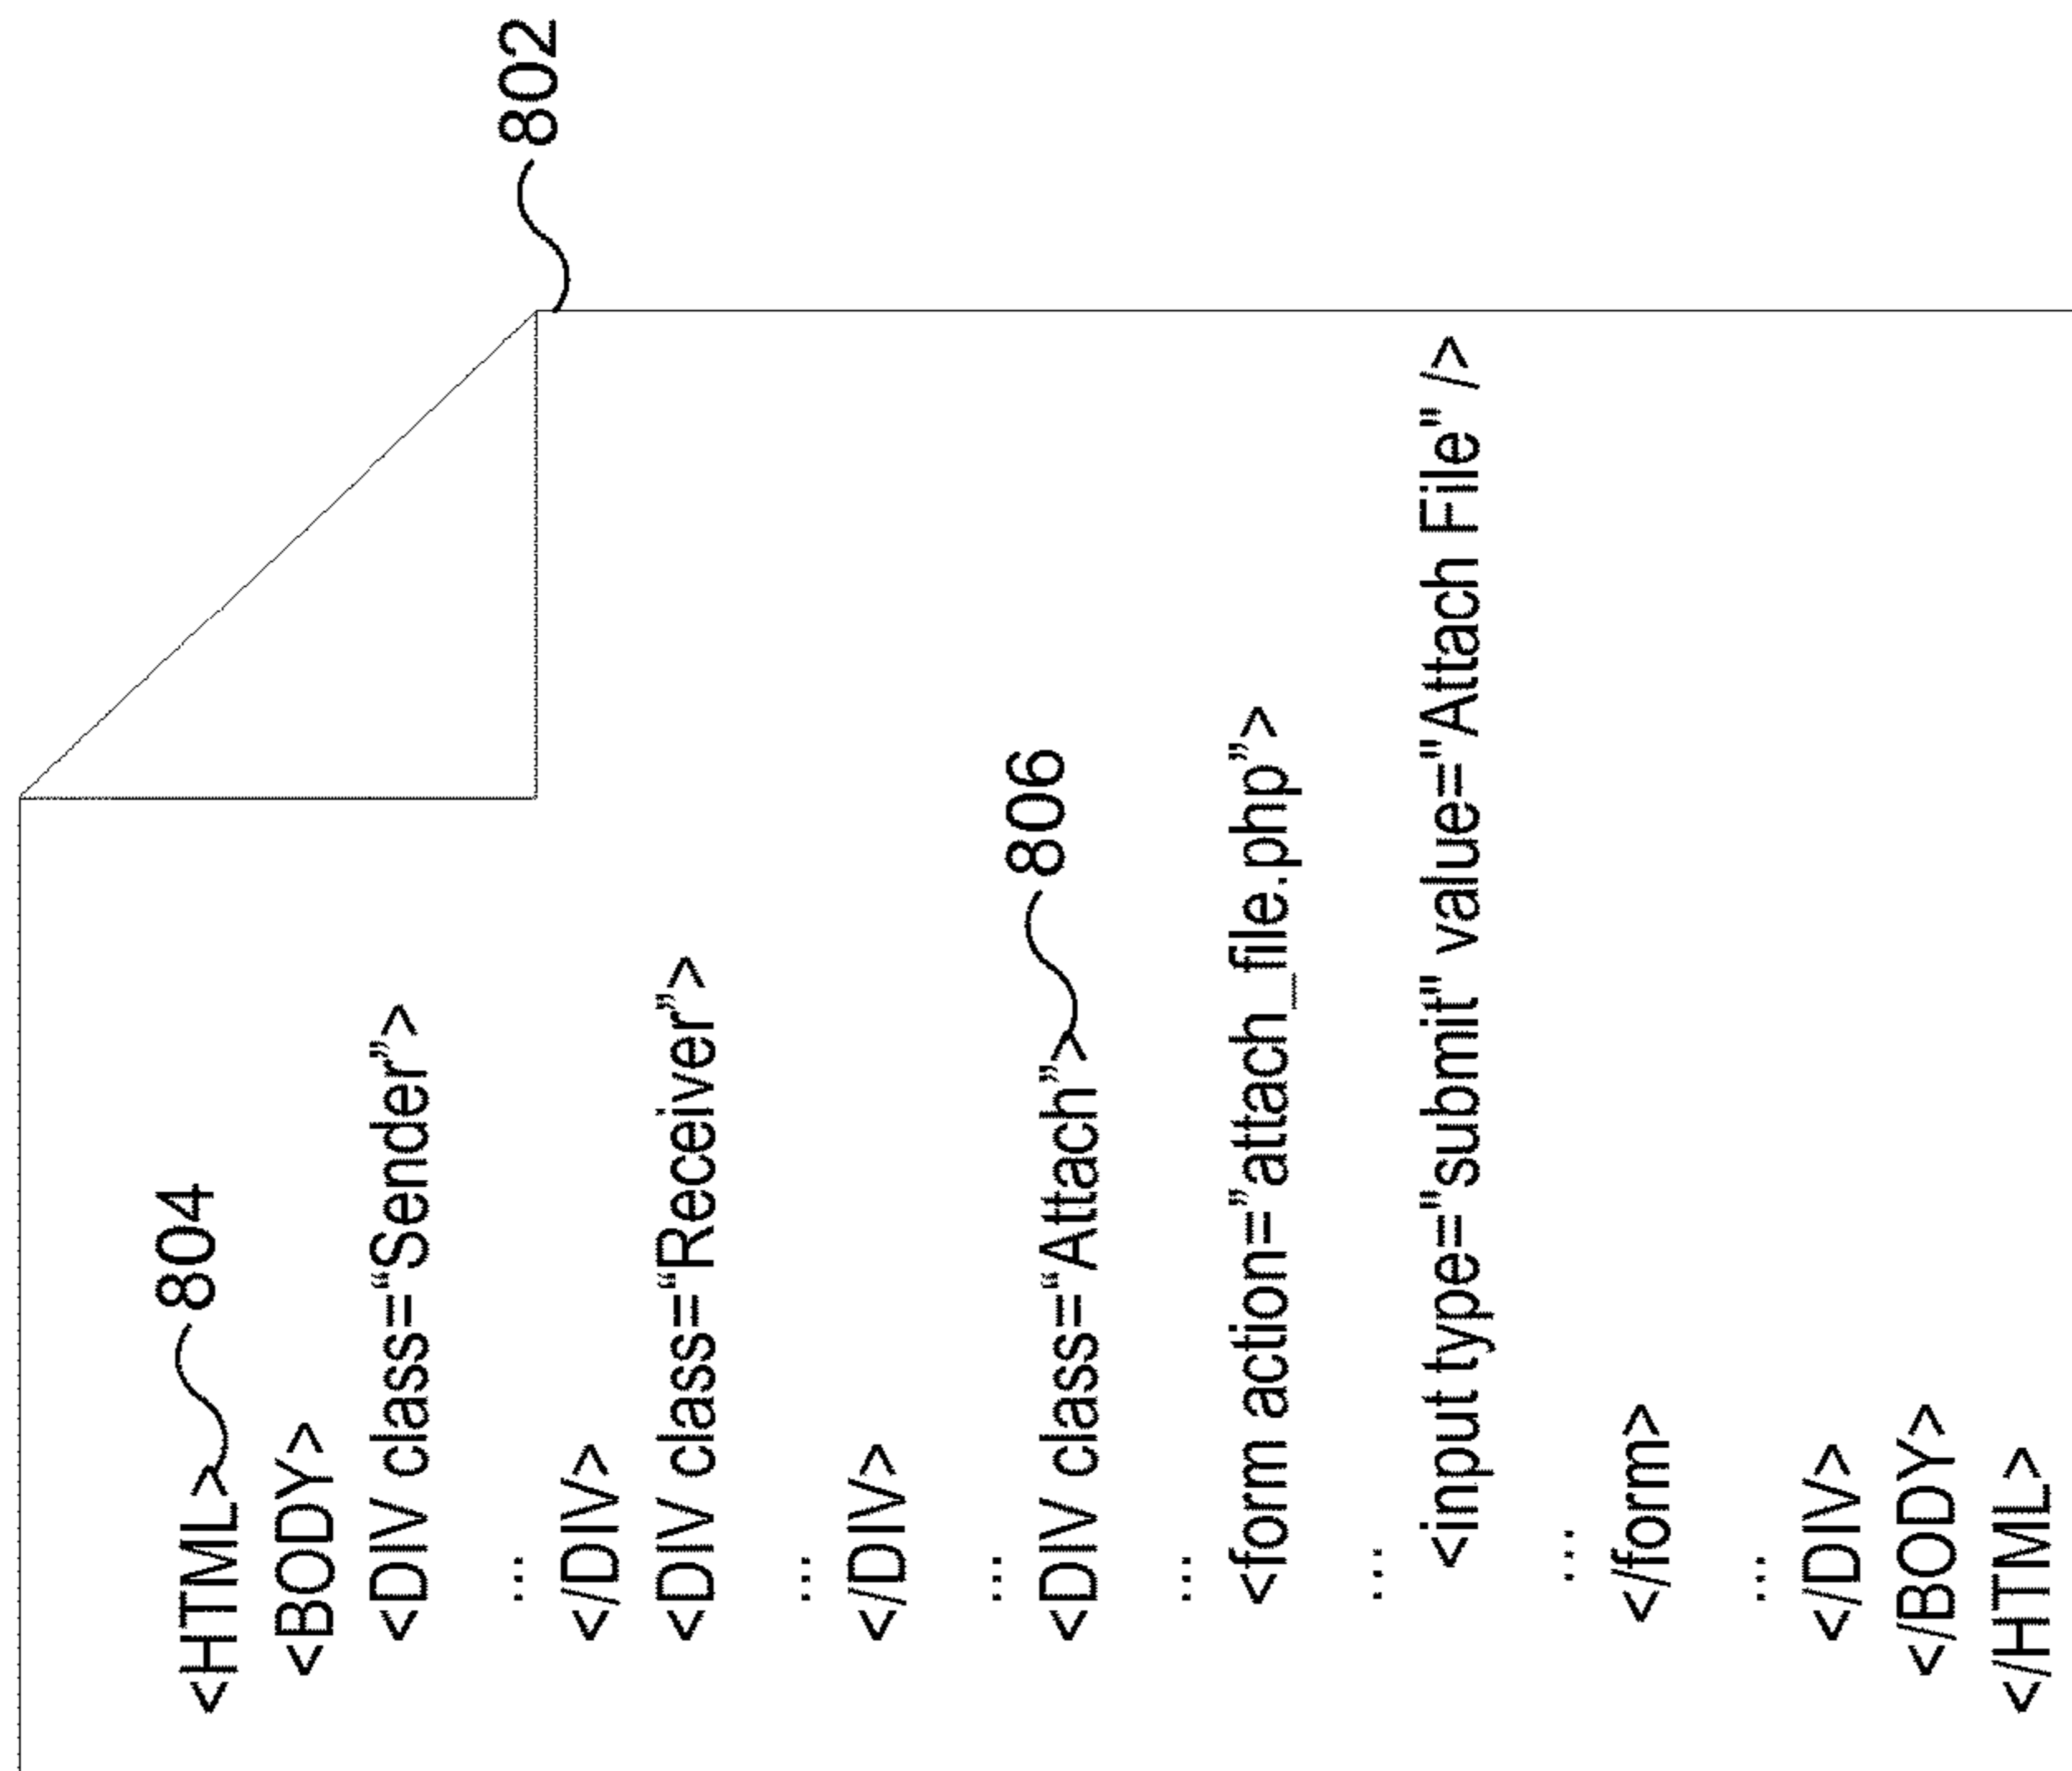 802
<HTML> 804
<BODY>
<DIV class=“Sender”>
...
</DIV>
<DIV class=“Receiver”>
...
</DIV>
...
<DIV class=“Attach”> 806
...
<form action=”attach_file.php”>
...
<input type="submit" value="Attach File" />
...
</form>
...
</DIV>
</BODY>
</HTML>